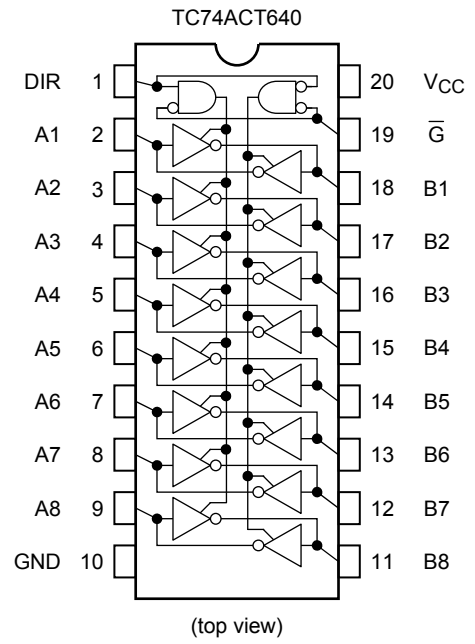 TC74ACT640
DIR 1 20 VCC
A1 2 19 G̅
A2 3 18 B1
A3 4 17 B2
A4 5 16 B3
A5 6 15 B4
A6 7 14 B5
A7 8 13 B6
A8 9 12 B7
GND 10 11 B8
(top view)